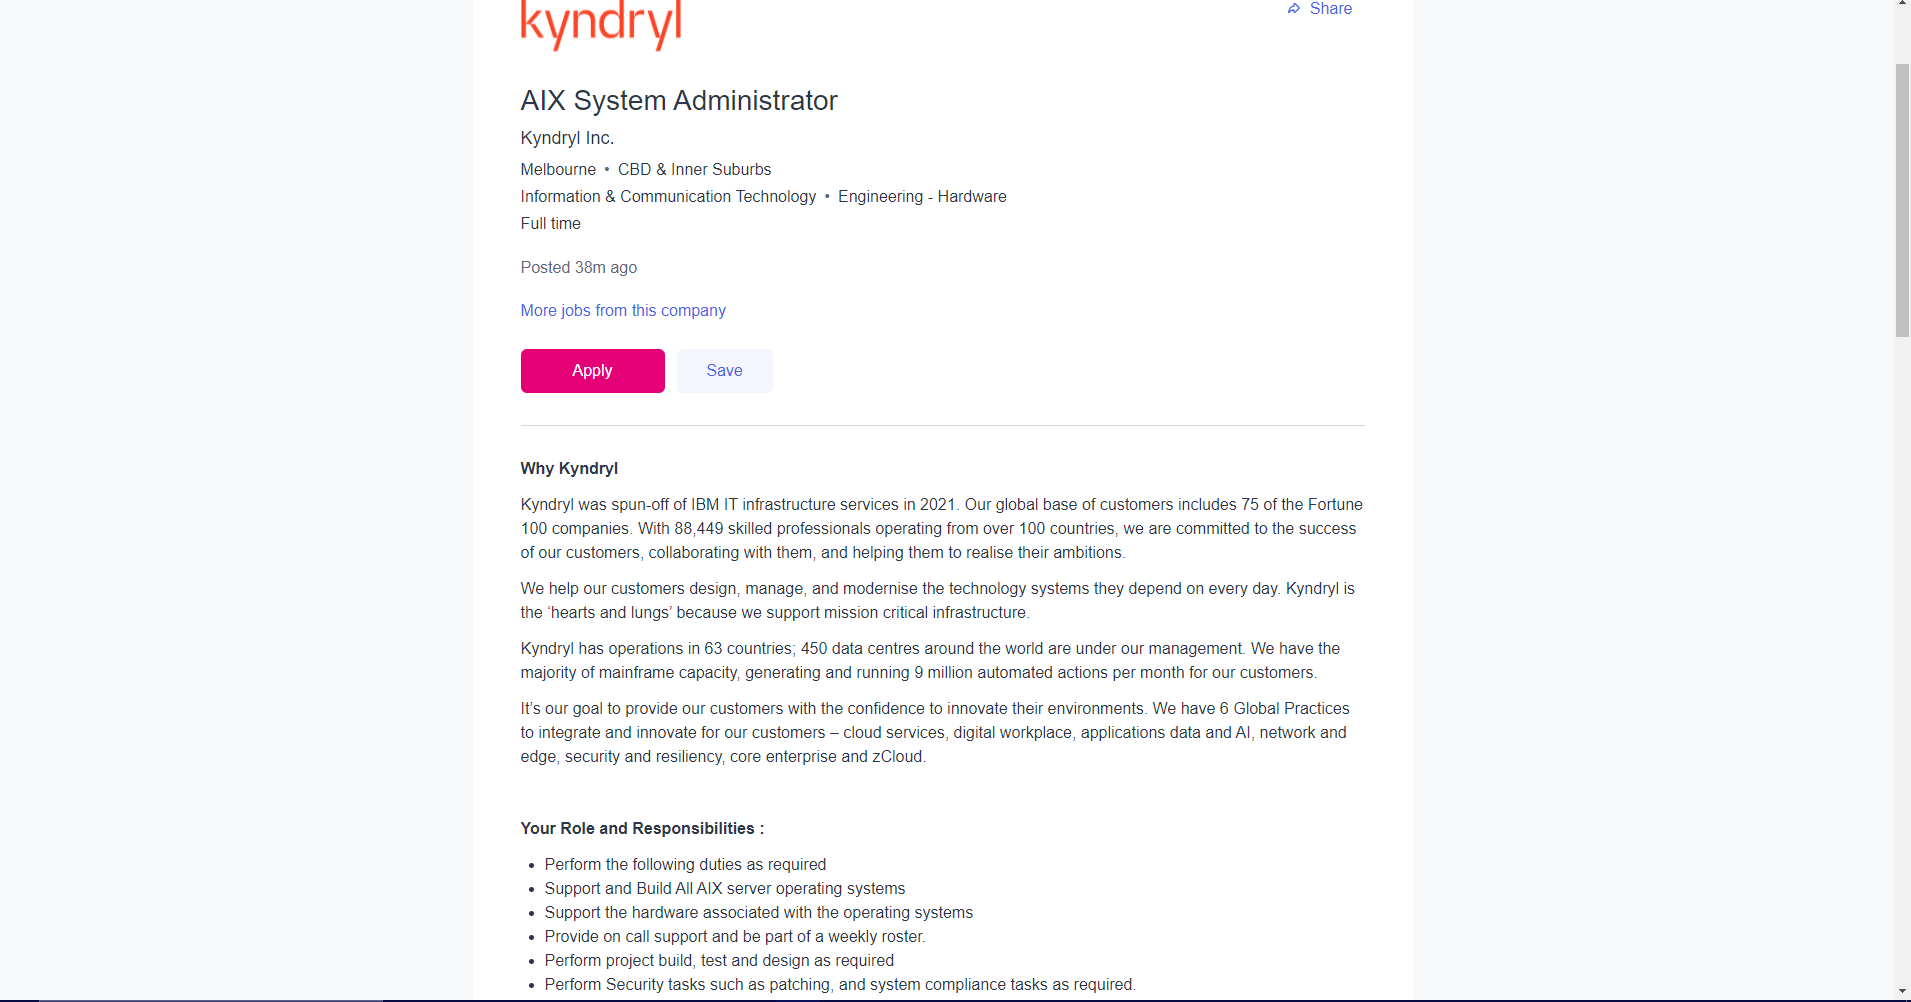 kyndryl
Share
AIX System Administrator
Kyndryl Inc.
Melbourne • CBD & Inner Suburbs
Information & Communication Technology • Engineering - Hardware
Full time
Posted 38m ago
More jobs from this company
Apply
Save
Why Kyndryl
Kyndryl was spun-off of IBM IT infrastructure services in 2021. Our global base of customers includes 75 of the Fortune
100 companies. With 88,449 skilled professionals operating from over 100 countries, we are committed to the success
of our customers, collaborating with them, and helping them to realise their ambitions.
We help our customers design, manage, and modernise the technology systems they depend on every day. Kyndryl is
the ‘hearts and lungs’ because we support mission critical infrastructure.
Kyndryl has operations in 63 countries; 450 data centres around the world are under our management. We have the
majority of mainframe capacity, generating and running 9 million automated actions per month for our customers.
It’s our goal to provide our customers with the confidence to innovate their environments. We have 6 Global Practices
to integrate and innovate for our customers – cloud services, digital workplace, applications data and AI, network and
edge, security and resiliency, core enterprise and zCloud.
Your Role and Responsibilities :
• Perform the following duties as required
• Support and Build All AIX server operating systems
• Support the hardware associated with the operating systems
• Provide on call support and be part of a weekly roster.
• Perform project build, test and design as required
• Perform Security tasks such as patching, and system compliance tasks as required.